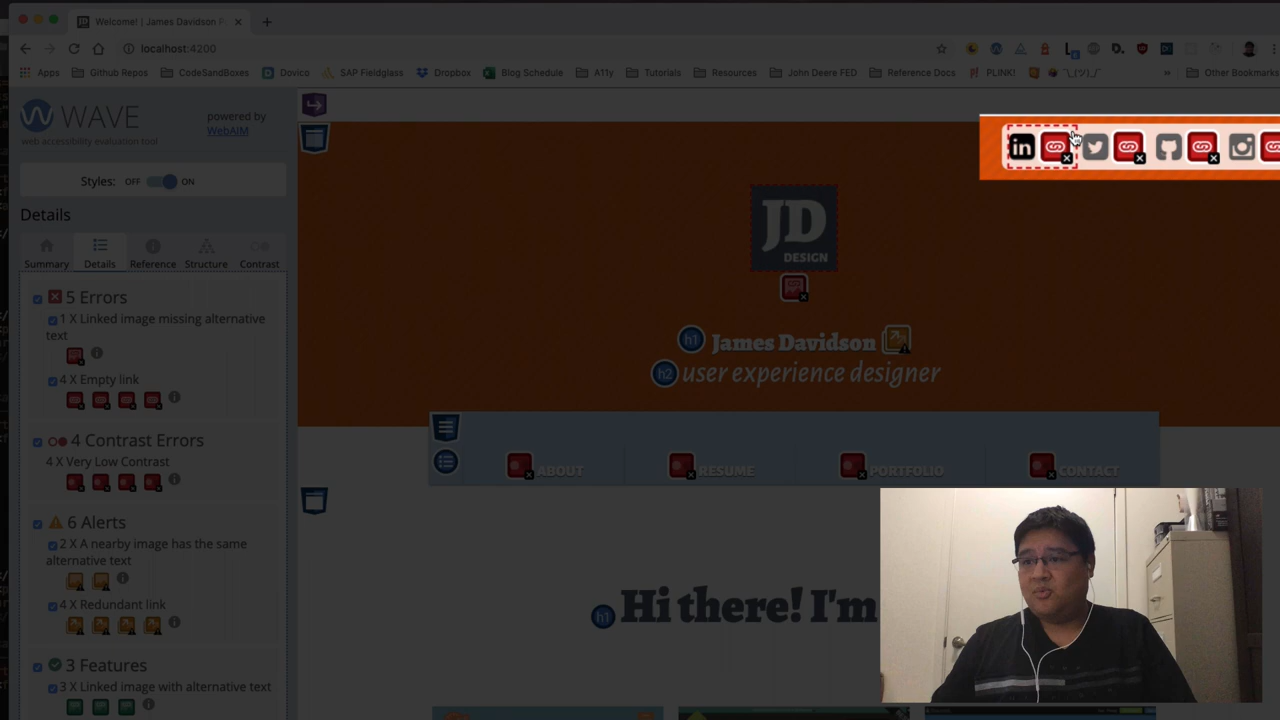 Welcome! | James Davidson P
localhost:4200
Apps Github Repos CodeSandBoxes Dovico SAP Fieldglass Dropbox Blog Schedule A11y Tutorials Resources John Deere FED Reference Docs PLINK! ¯\_(ツ)_/¯ » Other Bookmarks
WAVE
powered by
WebAIM
web accessibility evaluation tool
Styles: OFF ON
Details
Summary Details Reference Structure Contrast
5 Errors
1 X Linked image missing alternative
text
4 X Empty link
4 Contrast Errors
4 X Very Low Contrast
6 Alerts
2 X A nearby image has the same
alternative text
4 X Redundant link
3 Features
3 X Linked image with alternative text
in
JD
DESIGN
h1 James Davidson
h2 user experience designer
ABOUT RESUME PORTFOLIO CONTACT
h1 Hi there! I'm